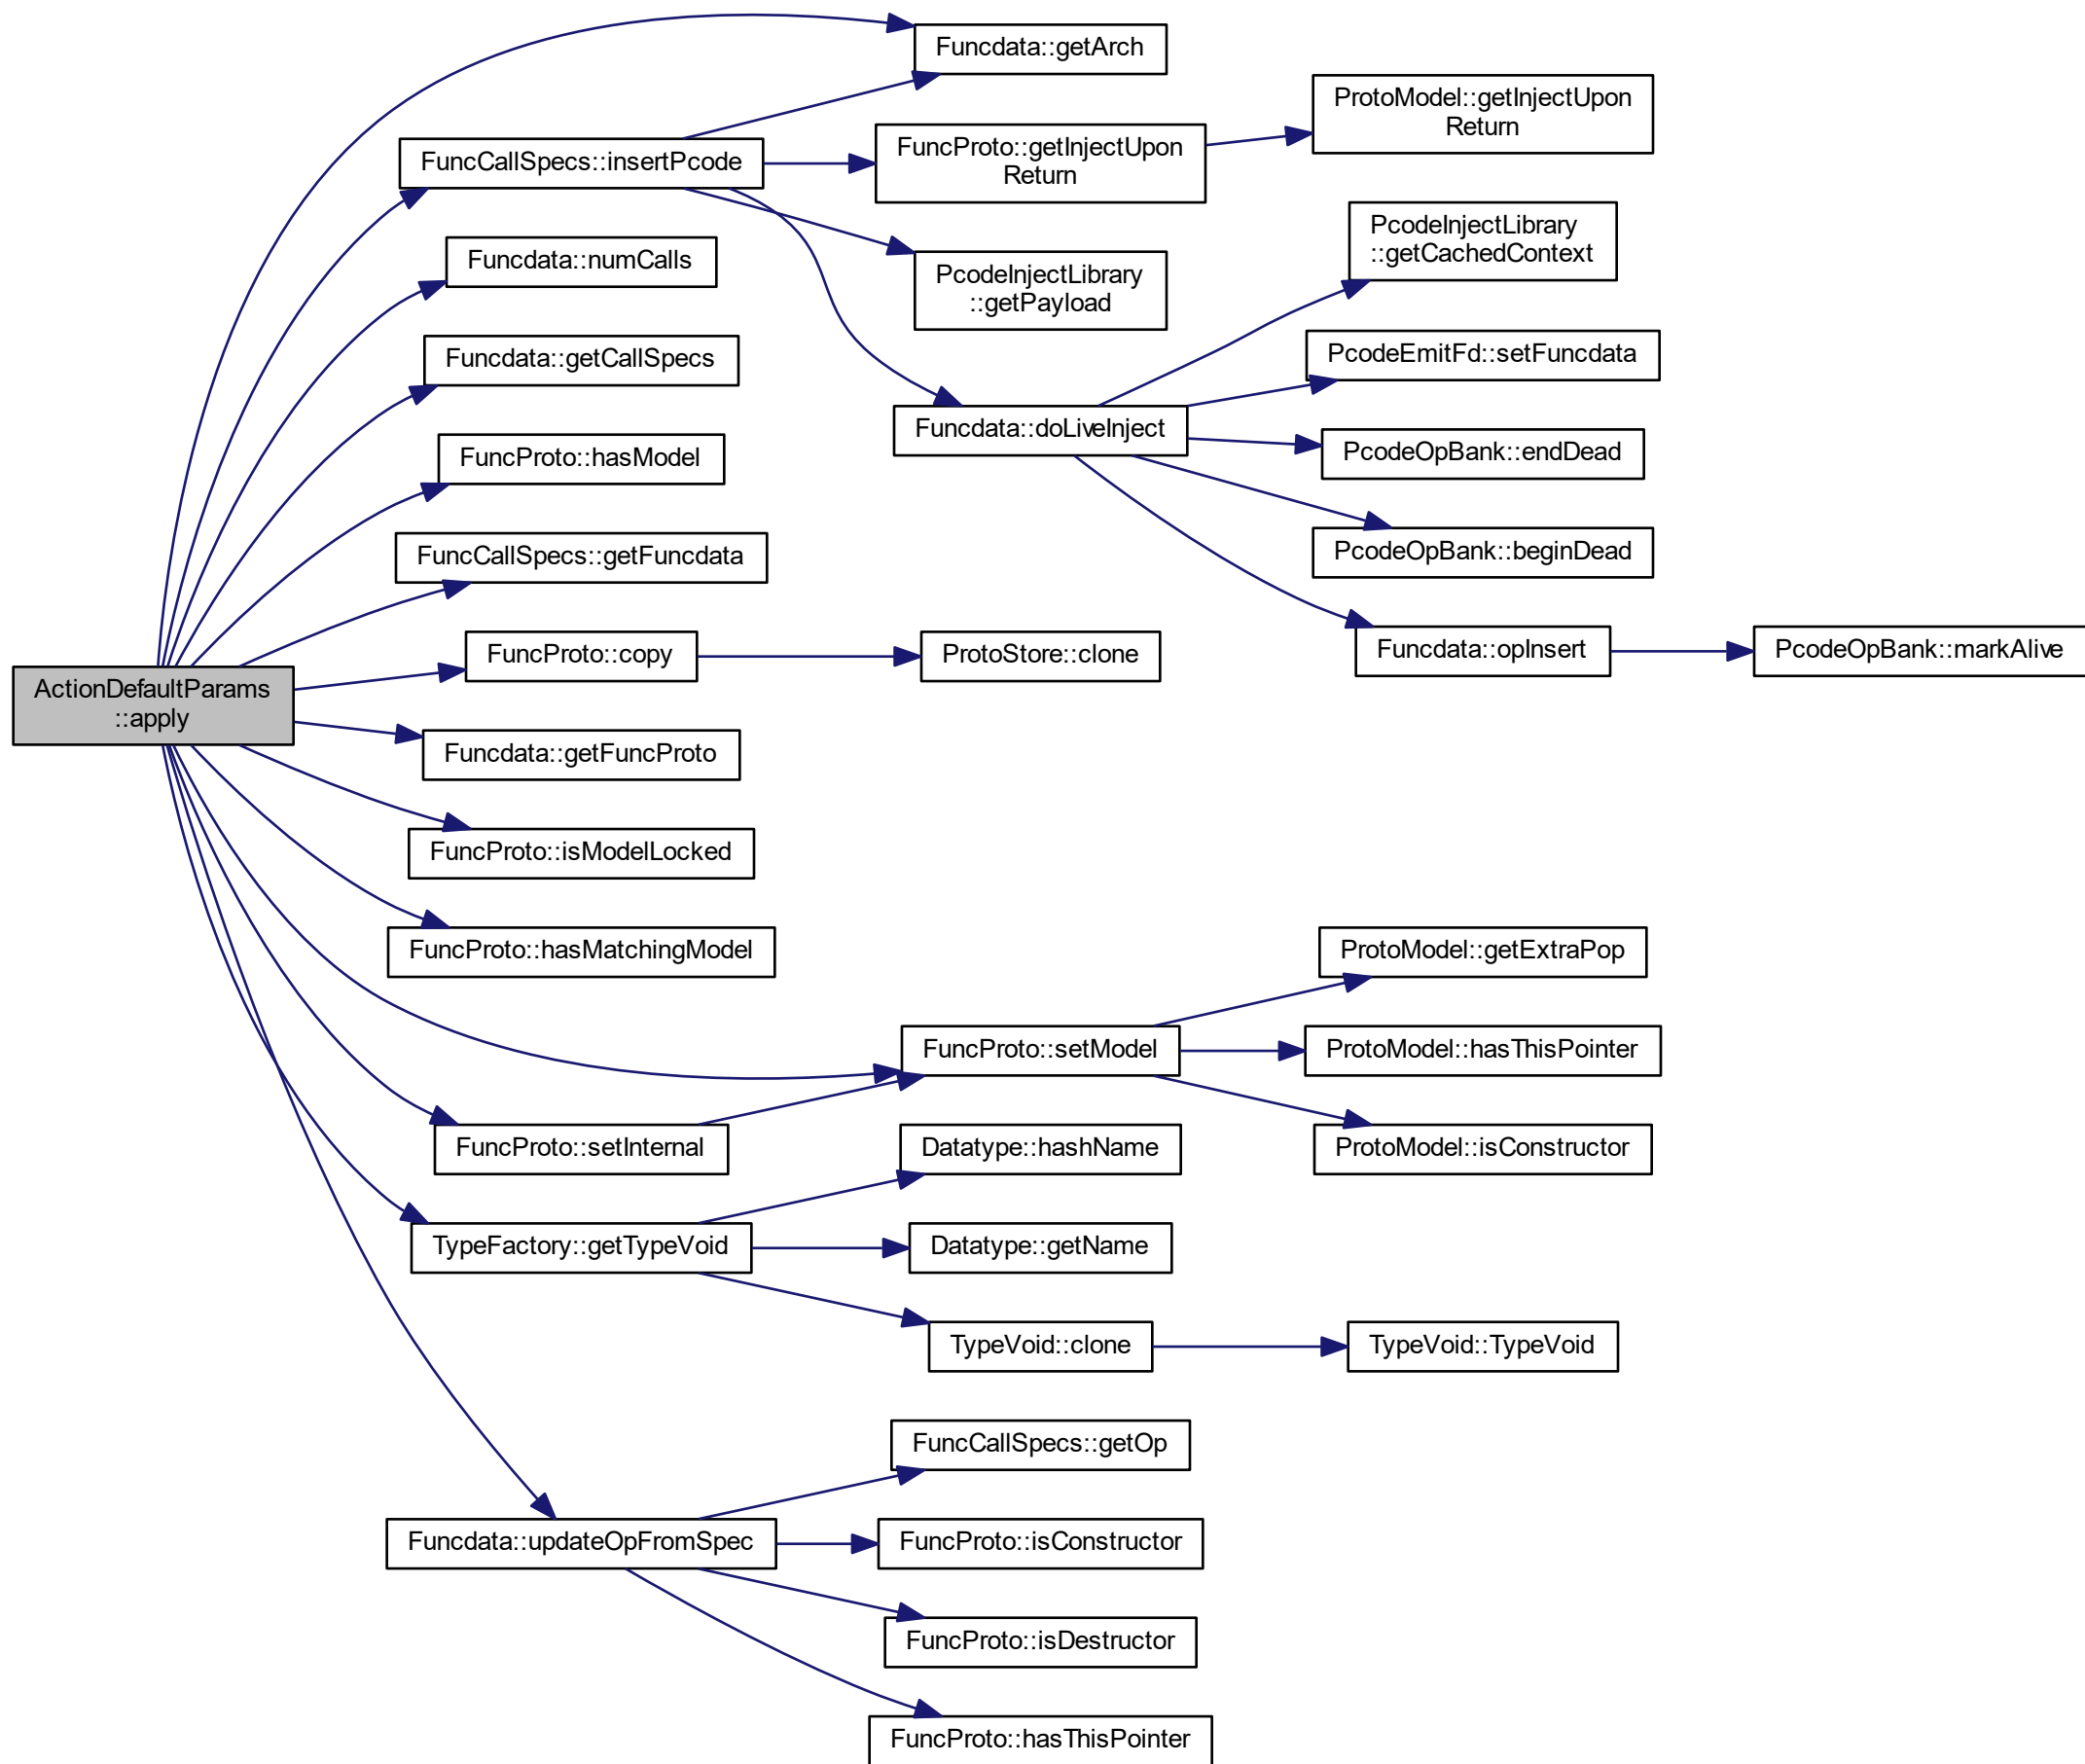 Funcdata::getArch
ProtoModel::getInjectUpon
Return
FuncCallSpecs::insertPcode
FuncProto::getInjectUpon
Return
PcodeInjectLibrary
::getCachedContext
Funcdata::numCalls
PcodeInjectLibrary
::getPayload
Funcdata::getCallSpecs
PcodeEmitFd::setFuncdata
Funcdata::doLiveInject
PcodeOpBank::endDead
FuncProto::hasModel
FuncCallSpecs::getFuncdata
PcodeOpBank::beginDead
FuncProto::copy
ProtoStore::clone
Funcdata::opInsert
PcodeOpBank::markAlive
ActionDefaultParams
::apply
Funcdata::getFuncProto
FuncProto::isModelLocked
FuncProto::hasMatchingModel
ProtoModel::getExtraPop
FuncProto::setModel
ProtoModel::hasThisPointer
FuncProto::setInternal
Datatype::hashName
ProtoModel::isConstructor
TypeFactory::getTypeVoid
Datatype::getName
TypeVoid::clone
TypeVoid::TypeVoid
FuncCallSpecs::getOp
Funcdata::updateOpFromSpec
FuncProto::isConstructor
FuncProto::isDestructor
FuncProto::hasThisPointer